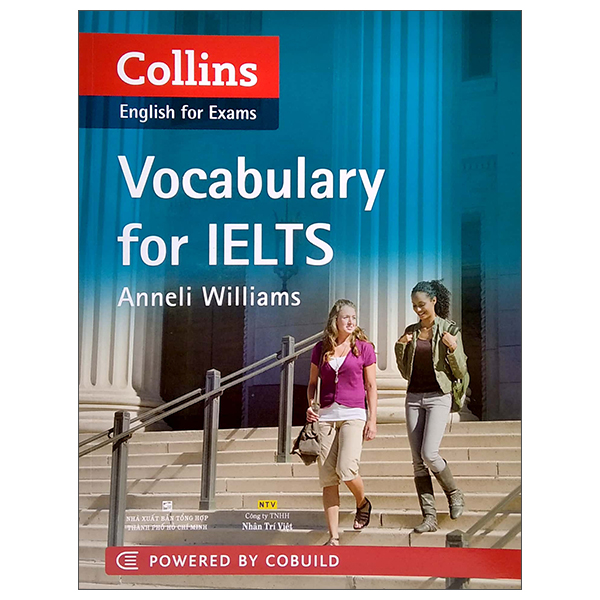 Collins
English for Exams
Vocabulary
for IELTS
Anneli Williams
NHÀ XUẤT BẢN TỔNG HỢP
THÀNH PHỐ HỒ CHÍ MINH
NTV
Công ty TNHH
Nhân Trí Việt
POWERED BY COBUILD